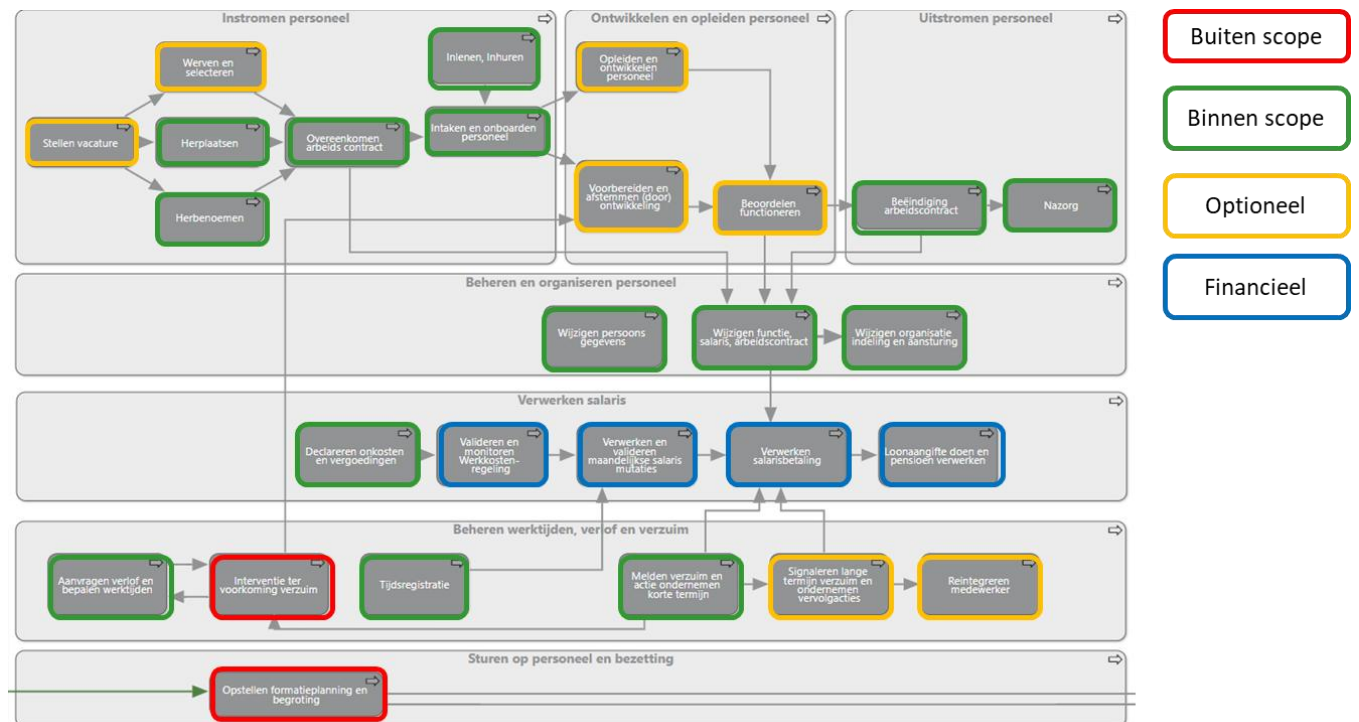 Instromen personeel
Werven en
selecteren
Inlenen, Inhuren
Stellen vacature
Herplaatsen
Overeenkomen
arbeids contract
Intaken en onboarden
personeel
Herbenoemen
Ontwikkelen en opleiden personeel
Opleiden en
ontwikkelen
personeel
Voorbereiden en
afstemmen (door)
ontwikkeling
Beoordelen
functioneren
Uitstromen personeel
Beëindiging
arbeidscontract
Nazorg
Buiten scope
Binnen scope
Optioneel
Financieel
Beheren en organiseren personeel
Wijzigen persoons
gegevens
Wijzigen functie,
salaris, arbeidscontract
Wijzigen organisatie
indeling en aansturing
Verwerken salaris
Declareren onkosten
en vergoedingen
Valideren en
monitoren
Werkkosten-
regeling
Verwerken en
valideren
maandelijkse salaris
mutaties
Verwerken
salarisbetaling
Loonaangifte doen en
pensioen verwerken
Beheren werktijden, verlof en verzuim
Aanvragen verlof en
bepalen werktijden
Interventie ter
voorkoming verzuim
Tijdsregistratie
Melden verzuim en
actie ondernemen
korte termijn
Signaleren lange
termijn verzuim en
ondernemen
vervolgacties
Reintegreren
medewerker
Sturen op personeel en bezetting
Opstellen formatieplanning en
begroting